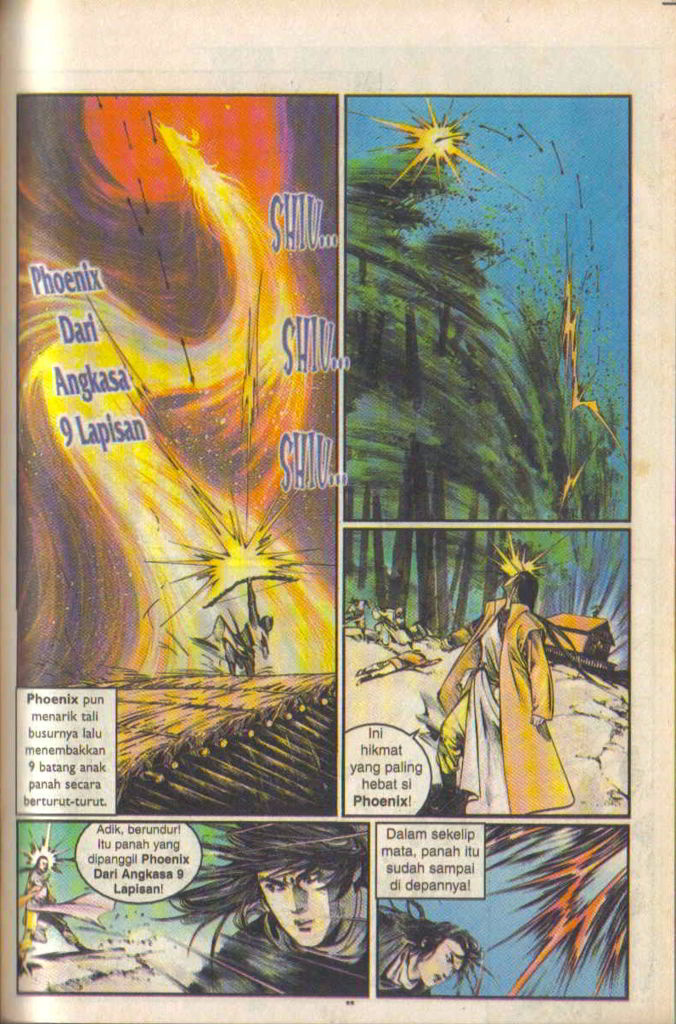 Phoenix
Dari
Angkasa
9 Lapisan
SHIU...
SHIU...
SHIU...
Phoenix pun
menarik tali
busurnya lalu
menembakkan
9 batang anak
panah secara
berturut-turut.
Ini
hikmat
yang paling
hebat si
Phoenix!
Adik, berundur!
Itu panah yang
dipanggil Phoenix
Dari Angkasa 9
Lapisan!
Dalam sekelip
mata, panah itu
sudah sampai
di depannya!